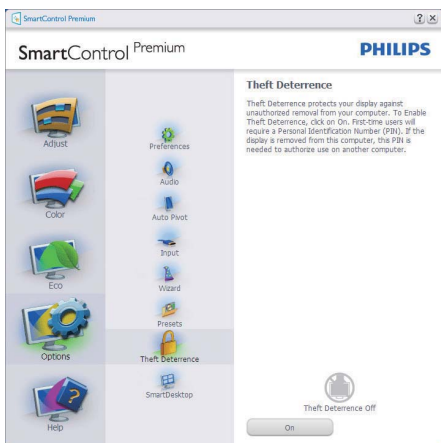 SmartControl Premium
SmartControl Premium
PHILIPS
Adjust
Color
Eco
Options
Help
Preferences
Audio
Auto Pivot
Input
Wizard
Presets
Theft Deterrence
SmartDesktop
Theft Deterrence
Theft Deterrence protects your display against
unauthorized removal from your computer. To Enable
Theft Deterrence, click on On. First-time users will
require a Personal Identification Number (PIN). If the
display is removed from this computer, this PIN is
needed to authorize use on another computer.
Theft Deterrence Off
On